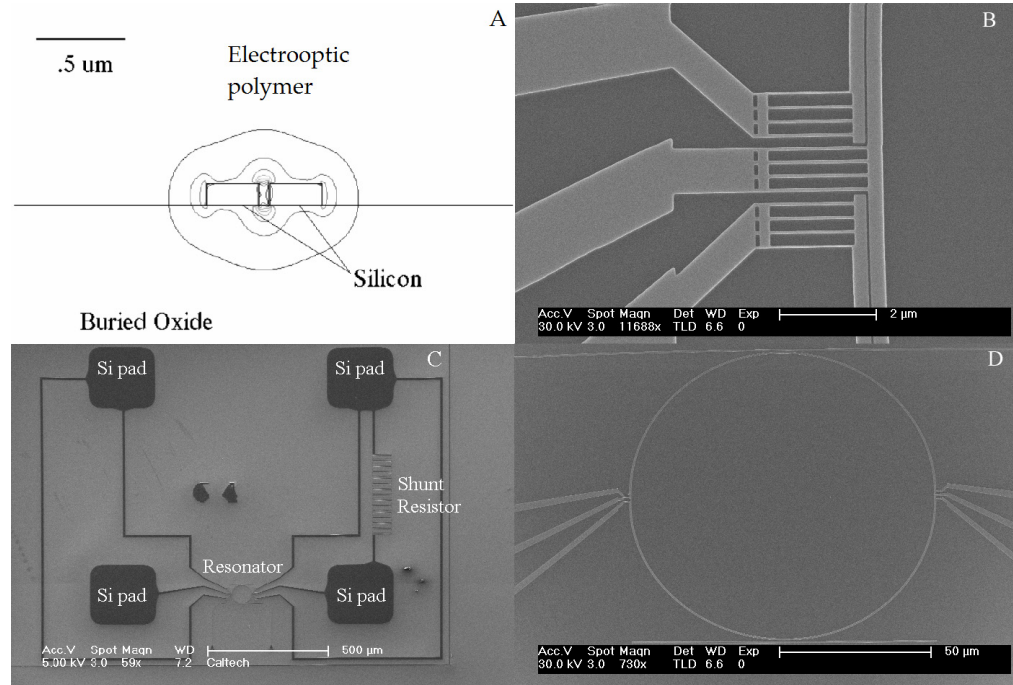 A
.5 um
Electrooptic
polymer
Silicon
Buried Oxide
B
Acc.V Spot Magn Det WD Exp 2 µm
30.0 kV 3.0 11688x TLD 6.6 0
C
Si pad
Si pad
Shunt
Resistor
Resonator
Si pad
Si pad
Acc.V Spot Magn WD 500 µm
5.00 kV 3.0 59x 7.2 Caltech
D
Acc.V Spot Magn Det WD Exp 50 µm
30.0 kV 3.0 730x TLD 6.6 0